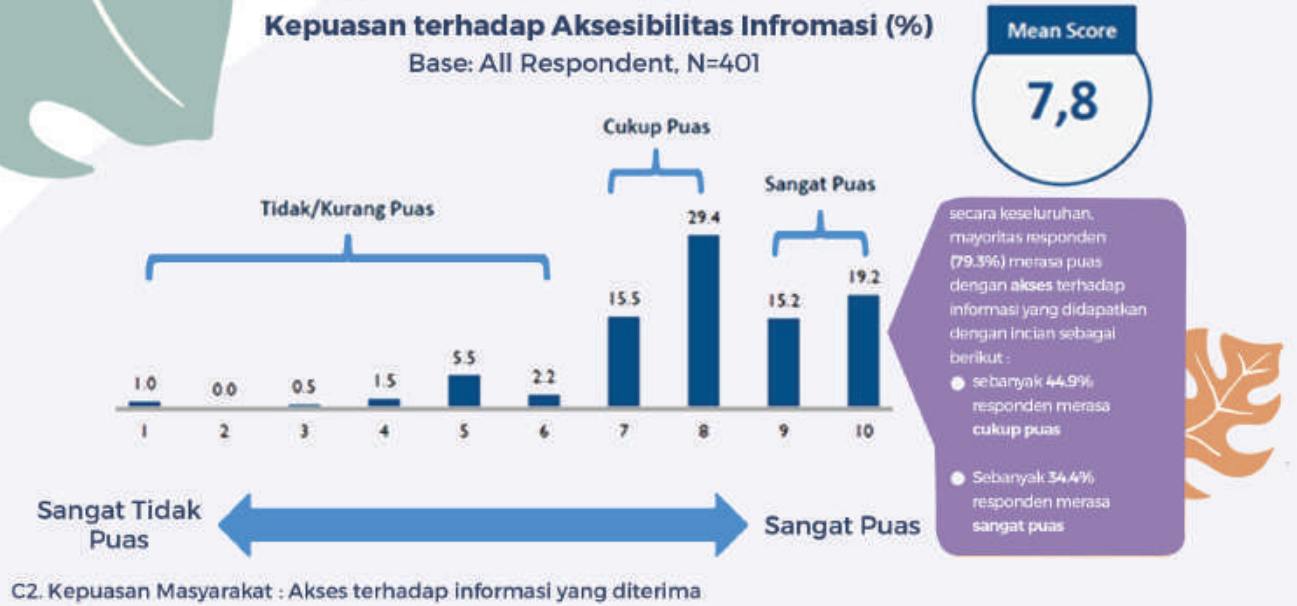 Kepuasan terhadap Aksesibilitas Infromasi (%)
Base: All Respondent, N=401
Mean Score
7,8
Cukup Puas
Sangat Puas
Tidak/Kurang Puas
1.0
0.0
0.5
1.5
5.5
2.2
15.5
29.4
15.2
19.2
1
2
3
4
5
6
7
8
9
10
Sangat Tidak
Puas
Sangat Puas
secara keseluruhan,
mayoritas responden
(79.3%) merasa puas
dengan akses terhadap
informasi yang didapatkan
dengan incian sebagai
berikut :
sebanyak 44.9%
responden merasa
cukup puas
Sebanyak 34.4%
responden merasa
sangat puas
C2. Kepuasan Masyarakat : Akses terhadap informasi yang diterima